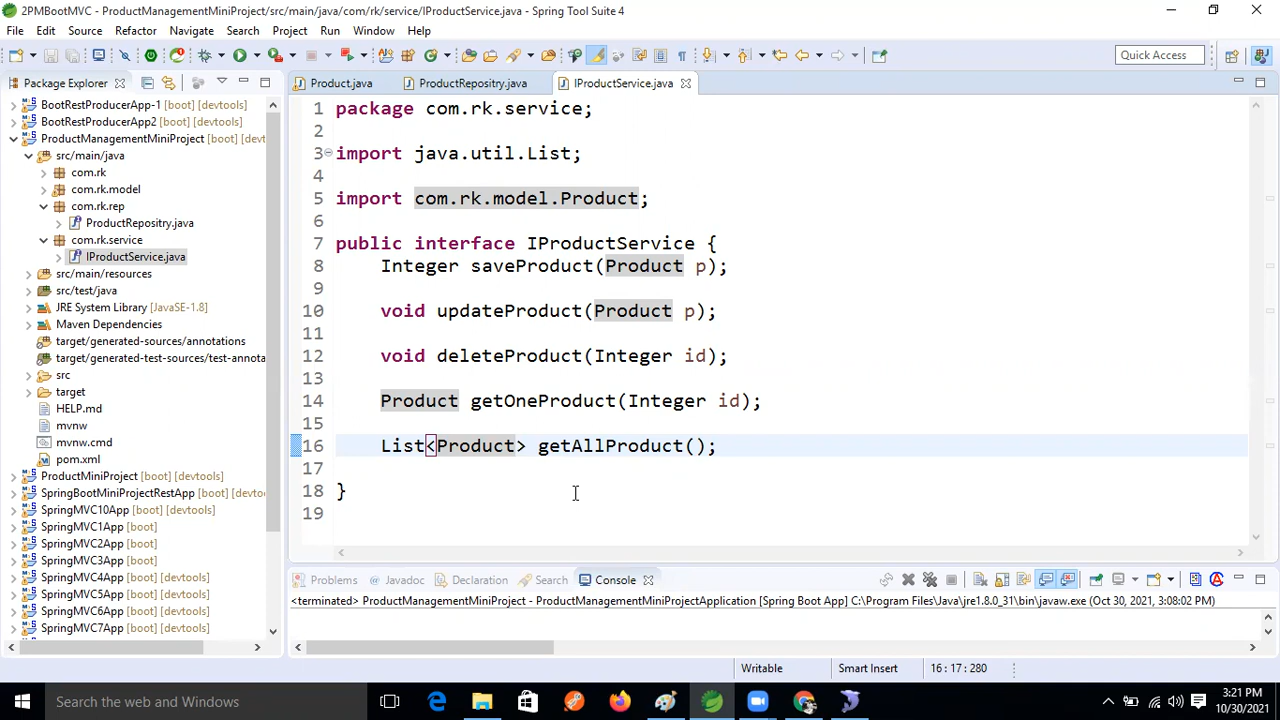 2PMBootMVC - ProductManagementMiniProject/src/main/java/com/rk/service/IProductService.java - Spring Tool Suite 4
File Edit Source Refactor Navigate Search Project Run Window Help
Quick Access
Package Explorer
BootRestProducerApp-1 [boot] [devtools]
BootRestProducerApp2 [boot] [devtools]
ProductManagementMiniProject [boot] [devt
src/main/java
com.rk
com.rk.model
com.rk.rep
ProductRepositry.java
com.rk.service
IProductService.java
src/main/resources
src/test/java
JRE System Library [JavaSE-1.8]
Maven Dependencies
target/generated-sources/annotations
target/generated-test-sources/test-annota
src
target
HELP.md
mvnw
mvnw.cmd
pom.xml
ProductMiniProject [boot]
SpringBootMiniProjectRestApp [boot] [devtools]
SpringMVC10App [boot] [devtools]
SpringMVC1App [boot]
SpringMVC2App [boot]
SpringMVC3App [boot]
SpringMVC4App [boot] [devtools]
SpringMVC5App [boot] [devtools]
SpringMVC6App [boot] [devtools]
SpringMVC7App [boot] [devtools]
Product.java ProductRepositry.java IProductService.java
1 package com.rk.service;
2
3 import java.util.List;
4
5 import com.rk.model.Product;
6
7 public interface IProductService {
8 Integer saveProduct(Product p);
9
10 void updateProduct(Product p);
11
12 void deleteProduct(Integer id);
13
14 Product getOneProduct(Integer id);
15
16 List<Product> getAllProduct();
17
18 }
19
Problems Javadoc Declaration Search Console
<terminated> ProductManagementMiniProject - ProductManagementMiniProjectApplication [Spring Boot App] C:\Program Files\Java\jre1.8.0_31\bin\javaw.exe (Oct 30, 2021, 3:08:02 PM)
Writable Smart Insert 16 : 17 : 280
Search the web and Windows
3:21 PM
10/30/2021